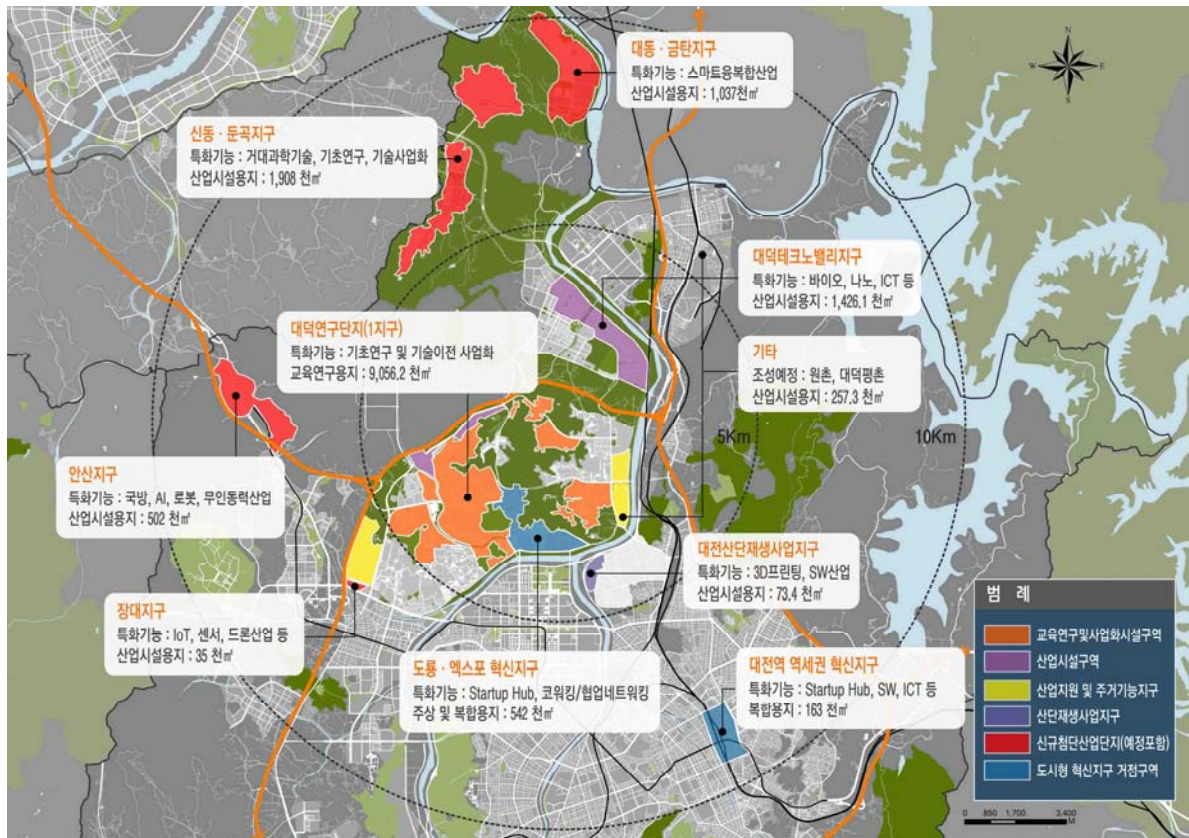 N
W
E
S
대동 · 금탄지구
특화기능 : 스마트융복합산업
산업시설용지 : 1,037천㎡
신동 · 둔곡지구
특화기능 : 거대과학기술, 기초연구, 기술사업화
산업시설용지 : 1,908 천㎡
대덕테크노밸리지구
특화기능 : 바이오, 나노, ICT 등
산업시설용지 : 1,426.1 천㎡
대덕연구단지(1지구)
특화기능 : 기초연구 및 기술이전 사업화
교육연구용지 : 9,056.2 천㎡
기타
조성예정 : 원촌, 대덕평촌
산업시설용지 : 257.3 천㎡
5Km
10Km
안산지구
특화기능 : 국방, AI, 로봇, 무인동력산업
산업시설용지 : 502 천㎡
대전산단재생사업지구
특화기능 : 3D프린팅, SW산업
산업시설용지 : 73.4 천㎡
장대지구
특화기능 : IoT, 센서, 드론산업 등
산업시설용지 : 35 천㎡
도룡 · 엑스포 혁신지구
특화기능 : Startup Hub, 코워킹/협업네트워킹
주상 및 복합용지 : 542 천㎡
대전역 역세권 혁신지구
특화기능 : Startup Hub, SW, ICT 등
복합용지 : 163 천㎡
범 례
교육연구및사업화시설구역
산업시설구역
산업지원 및 주거기능지구
산단재생사업지구
신규첨단산업단지(예정포함)
도시형 혁신지구 거점구역
0 850 1,700 3,400
M